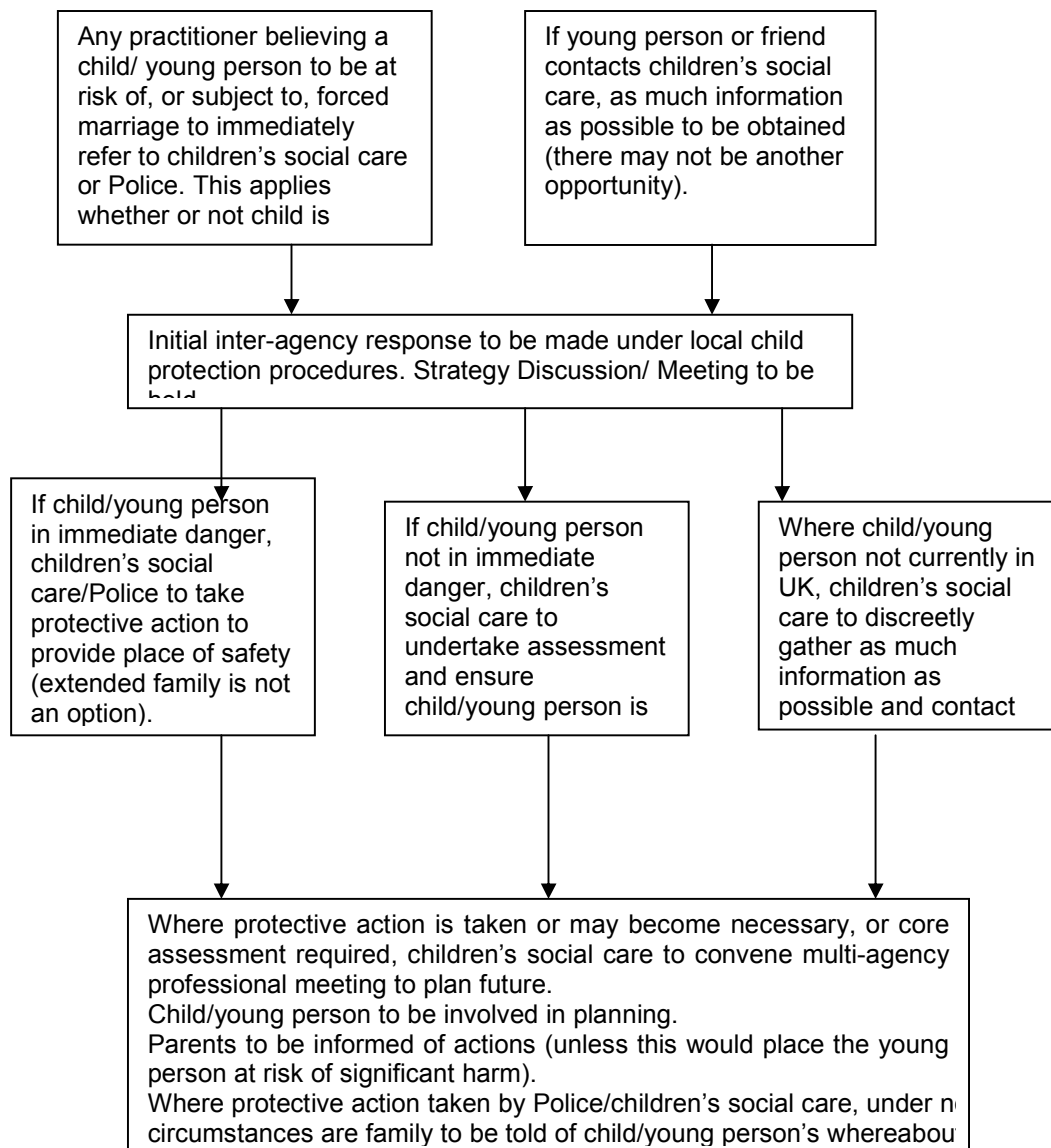 Any practitioner believing a
child/ young person to be at
risk of, or subject to, forced
marriage to immediately
refer to children's social care
or Police. This applies
whether or not child is
If young person or friend
contacts children's social
care, as much information
as possible to be obtained
(there may not be another
opportunity).
Initial inter-agency response to be made under local child
protection procedures. Strategy Discussion/ Meeting to be
If child/young person
in immediate danger,
children's social
care/Police to take
protective action to
provide place of safety
(extended family is not
an option).
If child/young person
not in immediate
danger, children's
social care to
undertake assessment
and ensure
child/young person is
Where child/young
person not currently in
UK, children's social
care to discreetly
gather as much
information as
possible and contact
Where protective action is taken or may become necessary, or core
assessment required, children's social care to convene multi-agency
professional meeting to plan future.
Child/young person to be involved in planning.
Parents to be informed of actions (unless this would place the young
person at risk of significant harm).
Where protective action taken by Police/children's social care, under
circumstances are family to be told of child/young person's